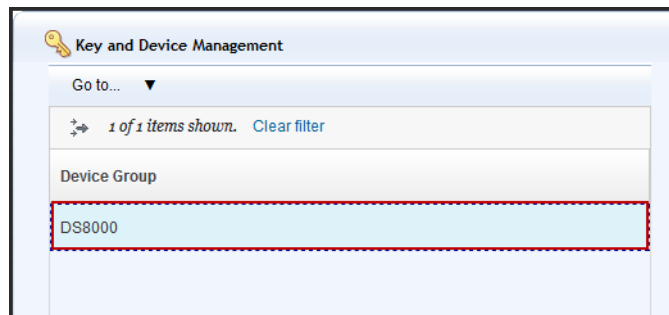 Key and Device Management
Go to... ▼
1 of 1 items shown. Clear filter
Device Group
DS8000